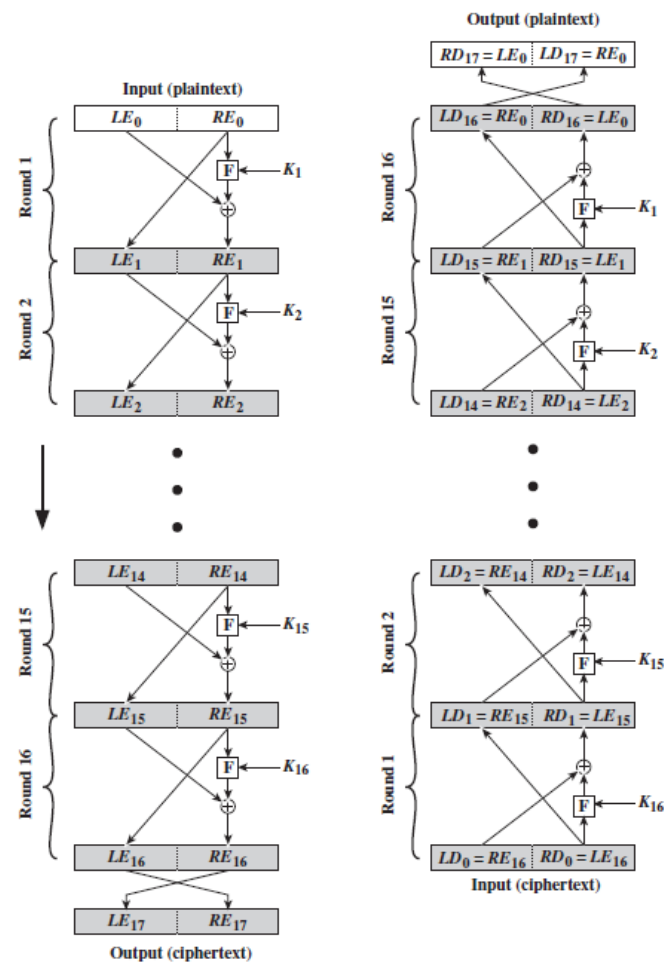 Input (plaintext)
LE0 RE0
Round 1
F
K1
+
LE1 RE1
Round 2
F
K2
+
LE2 RE2
LE14 RE14
Round 15
F
K15
+
LE15 RE15
Round 16
F
K16
+
LE16 RE16
LE17 RE17
Output (ciphertext)
Output (plaintext)
RD17 = LE0 LD17 = RE0
LD16 = RE0 RD16 = LE0
Round 16
+
F
K1
LD15 = RE1 RD15 = LE1
Round 15
+
F
K2
LD14 = RE2 RD14 = LE2
LD2 = RE14 RD2 = LE14
Round 2
+
F
K15
LD1 = RE15 RD1 = LE15
Round 1
+
F
K16
LD0 = RE16 RD0 = LE16
Input (ciphertext)